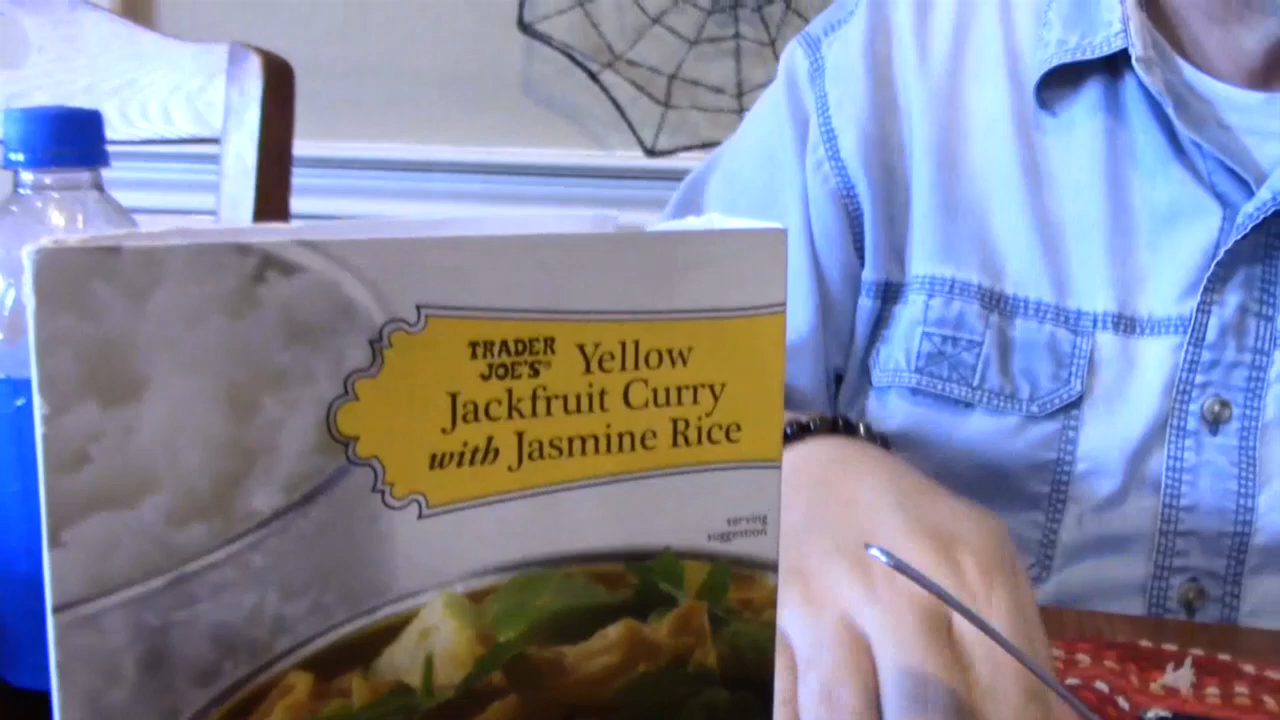 TRADER JOE'S® Yellow
Jackfruit Curry
with Jasmine Rice
serving
suggestion